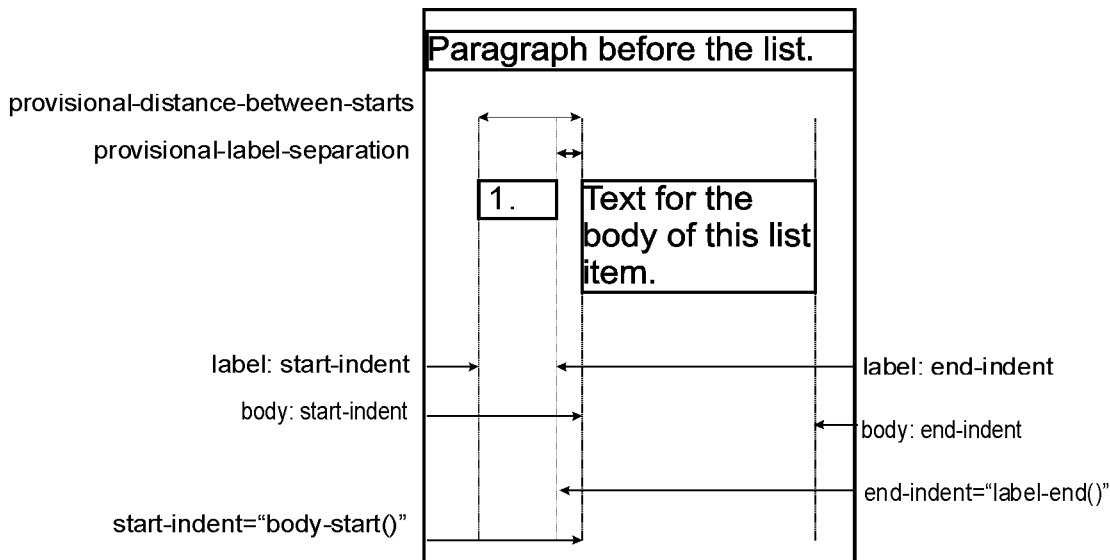 Paragraph before the list.
provisional-distance-between-starts
provisional-label-separation
1.
Text for the
body of this list
item.
label: start-indent
label: end-indent
body: start-indent
body: end-indent
end-indent=“label-end()”
start-indent=“body-start()”